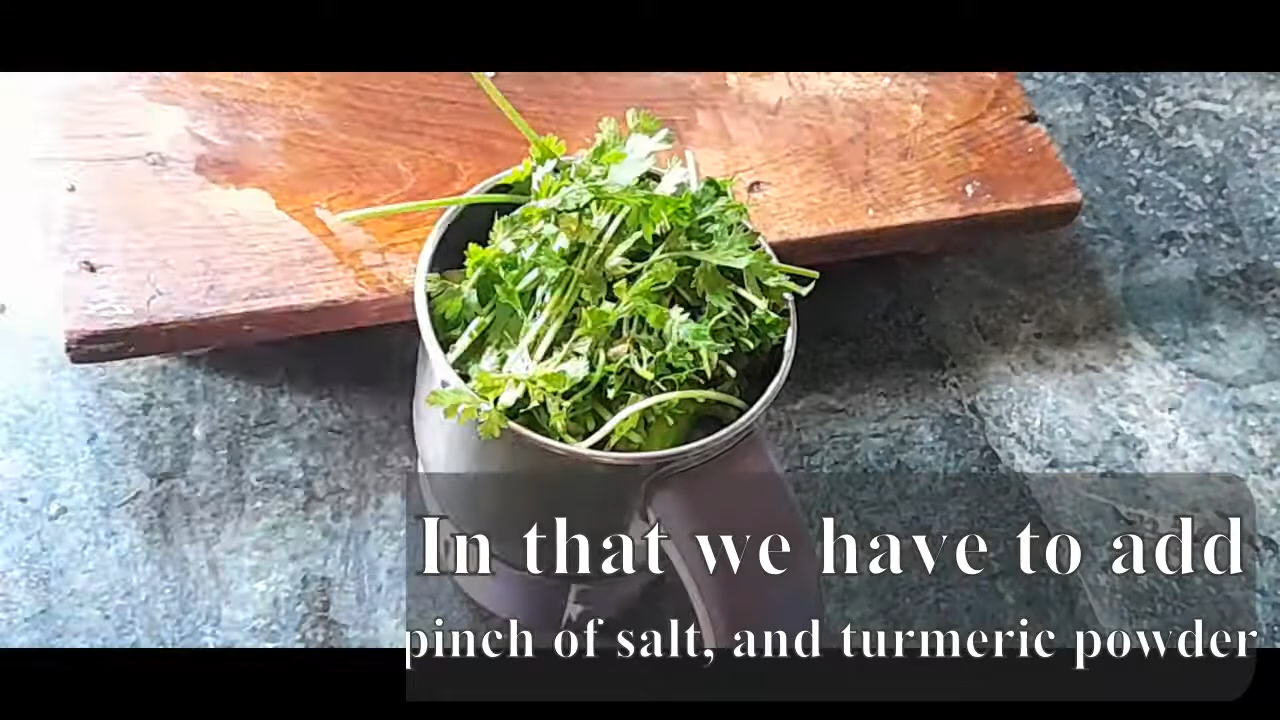 In that we have to add
pinch of salt, and turmeric powder